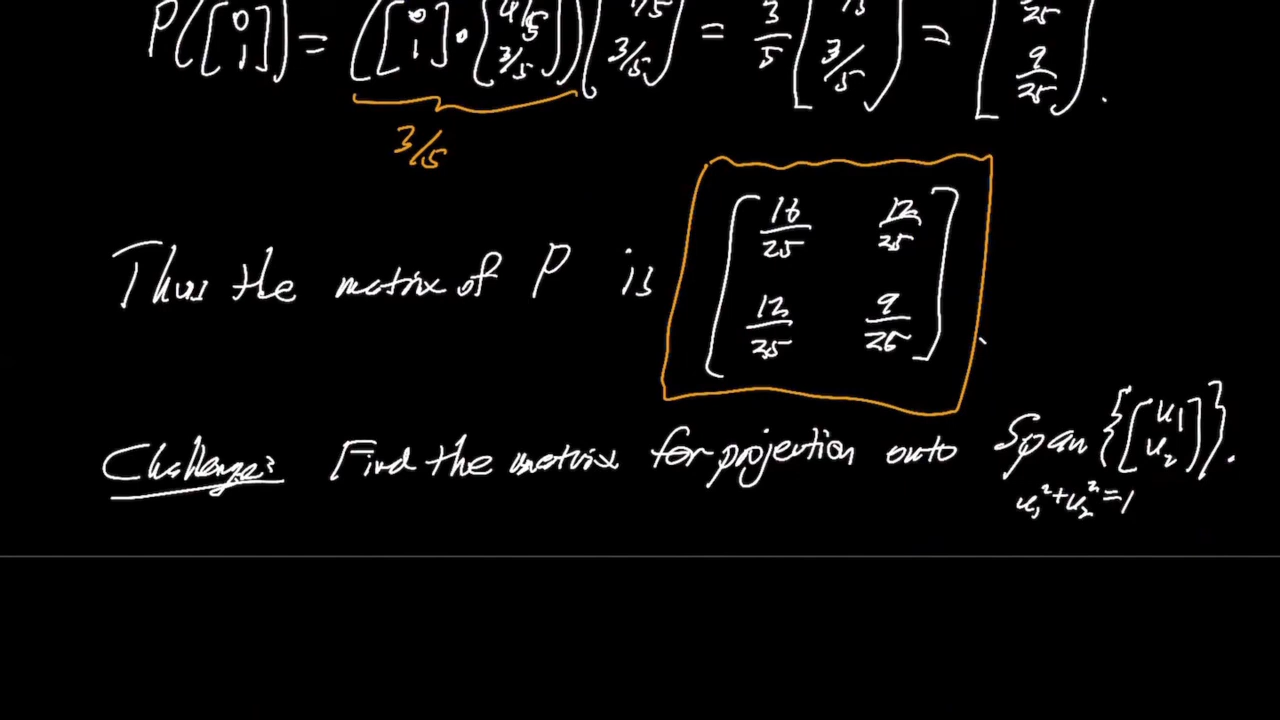 P([0 1]) = ([0 1] · [4/5 3/5]) [4/5 3/5] = 3/5 [4/5 3/5] = [12/25 9/25].
3/5
Thus the matrix of P is [16/25 12/25
12/25 9/25].
Challenge: Find the matrix for projection onto Span {[u₁ u₂]}.
u₁² + u₂² = 1